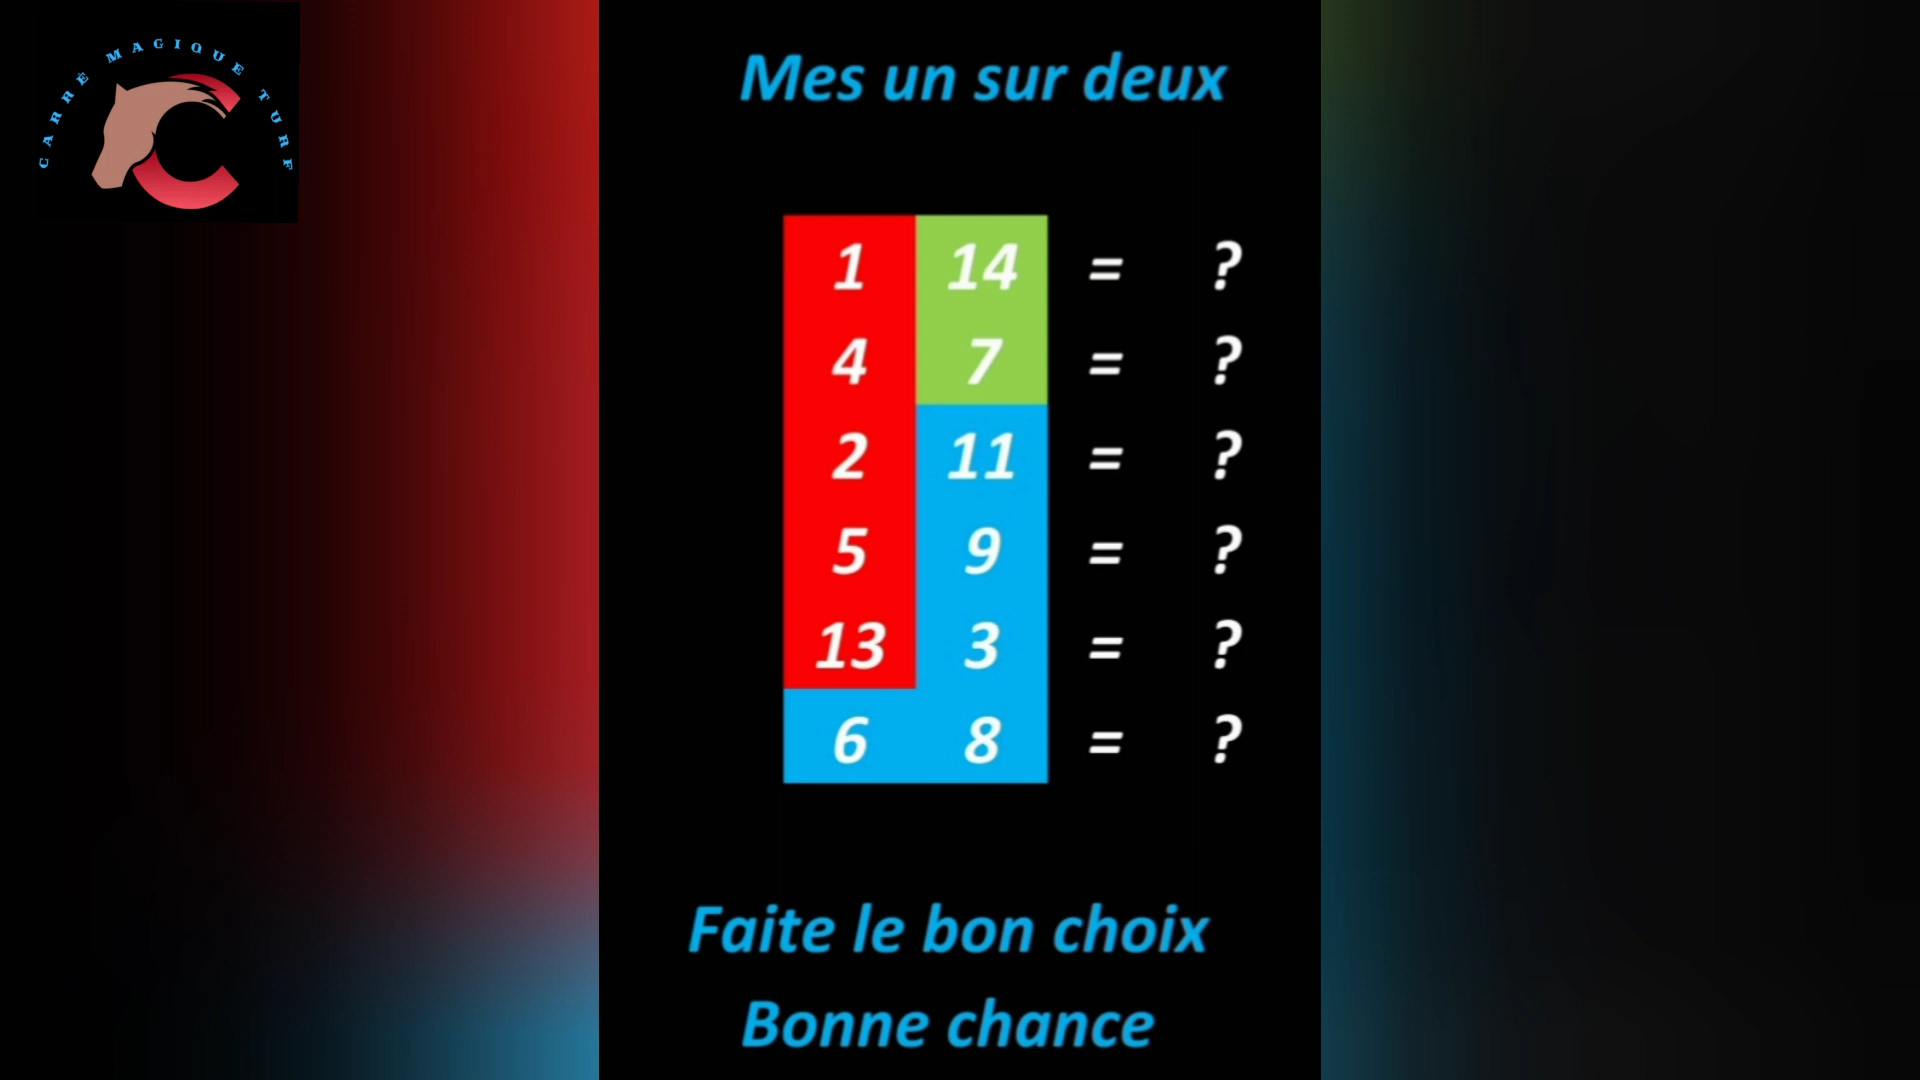 CARRÉ MAGIQUE TURF
Mes un sur deux
1 14 = ?
4 7 = ?
2 11 = ?
5 9 = ?
13 3 = ?
6 8 = ?
Faite le bon choix
Bonne chance